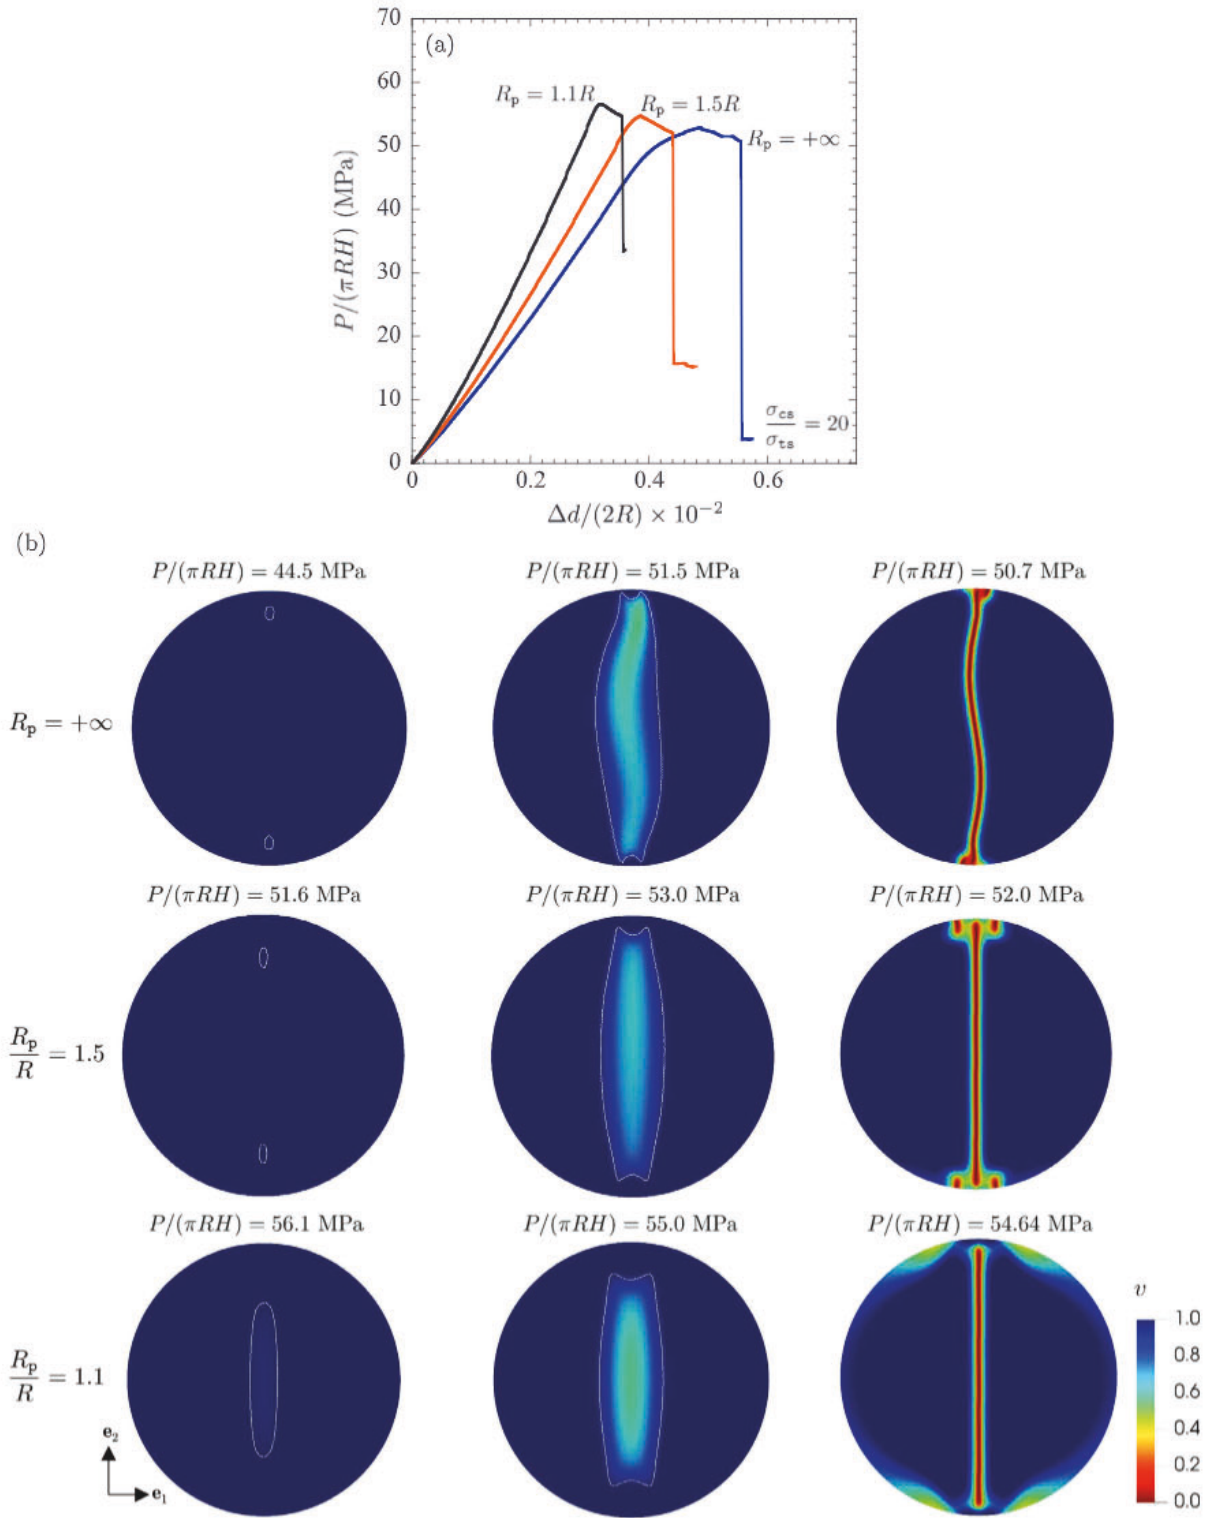 (a)
70
60
50
40
30
20
10
0
P/(πRH) (MPa)
R_p = 1.1R
R_p = 1.5R
R_p = +∞
σ_cs/σ_ts = 20
0 0.2 0.4 0.6
Δd/(2R) × 10^−2
(b)
P/(πRH) = 44.5 MPa P/(πRH) = 51.5 MPa P/(πRH) = 50.7 MPa
R_p = +∞
P/(πRH) = 51.6 MPa P/(πRH) = 53.0 MPa P/(πRH) = 52.0 MPa
R_p/R = 1.5
P/(πRH) = 56.1 MPa P/(πRH) = 55.0 MPa P/(πRH) = 54.64 MPa
R_p/R = 1.1
e_2
e_1
v
1.0
0.8
0.6
0.4
0.2
0.0